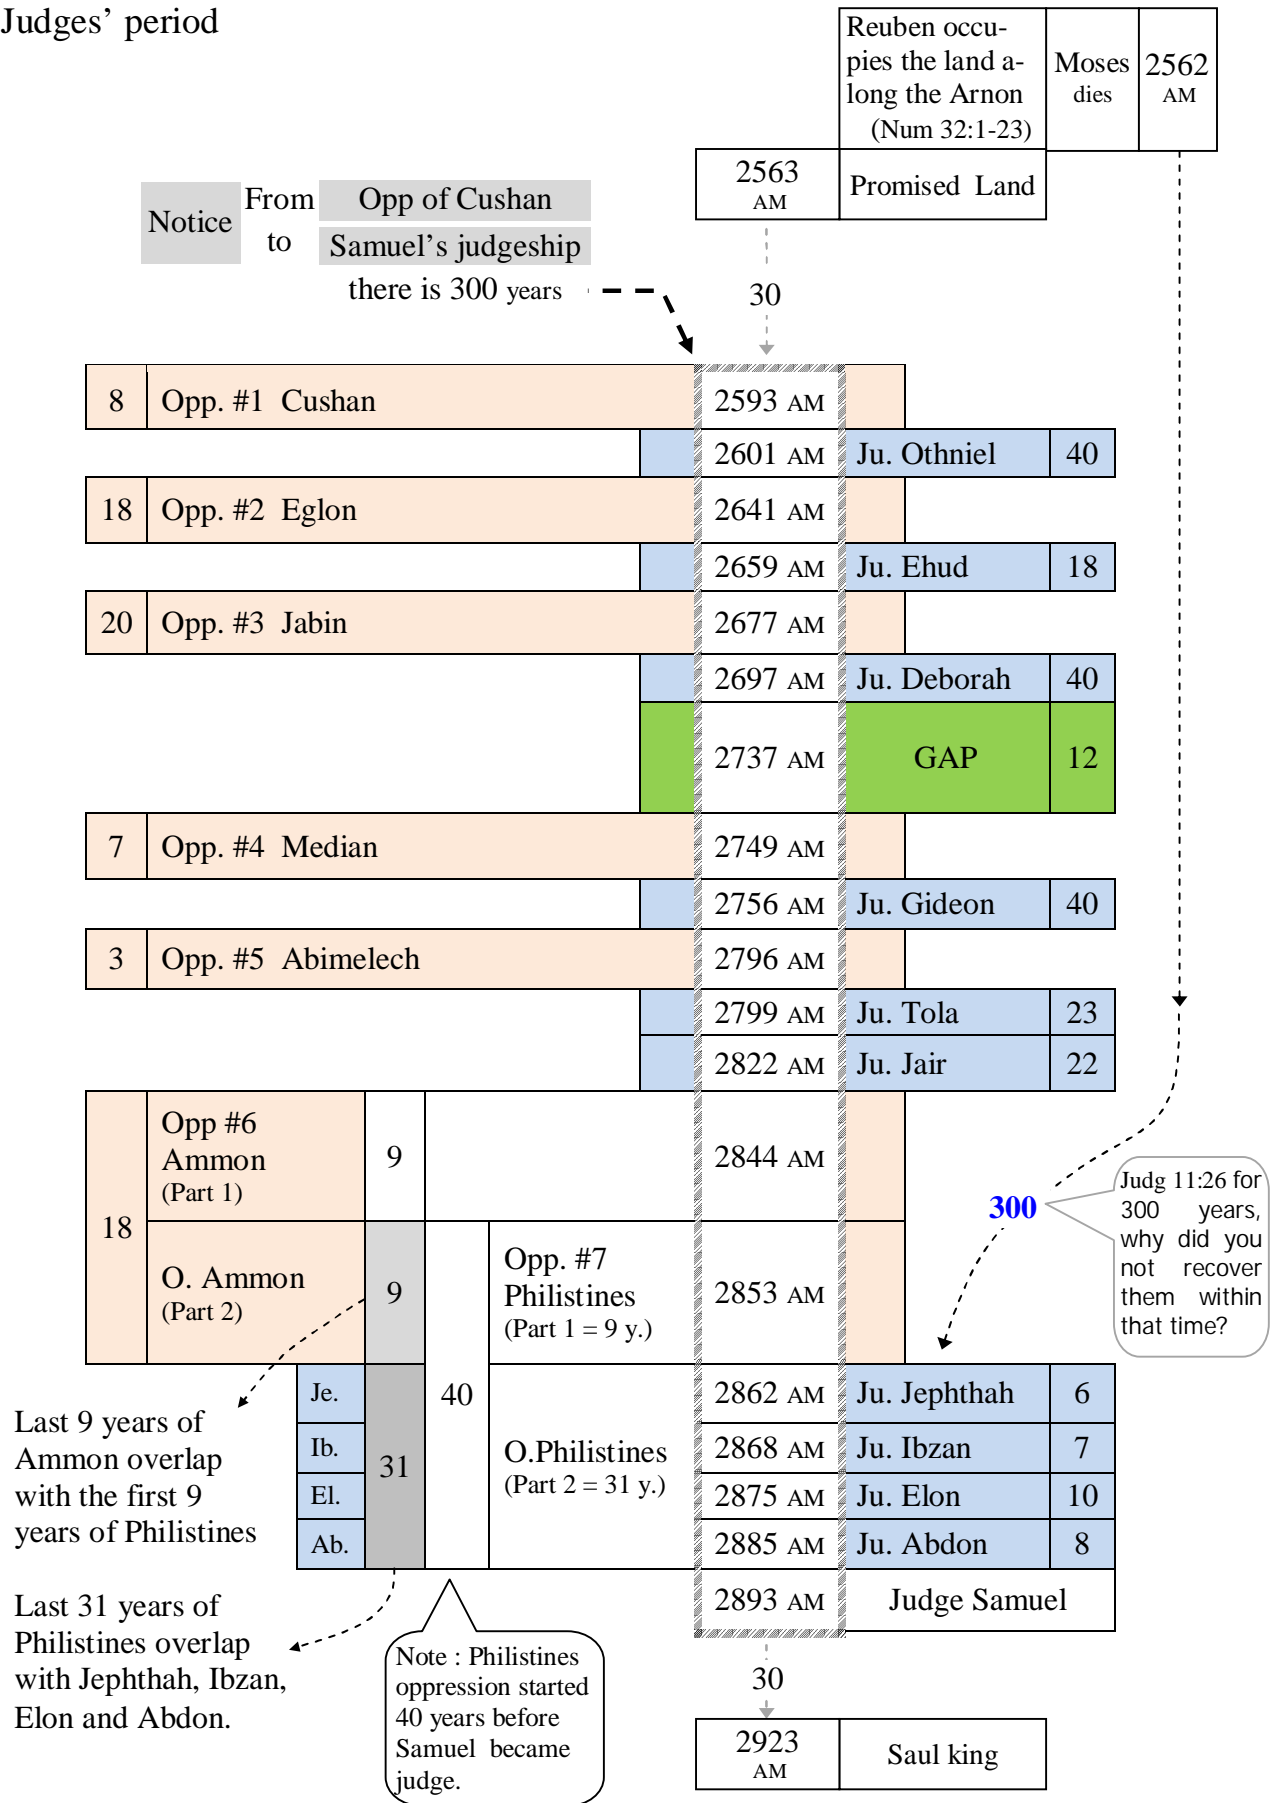 Judges’ period
Reuben occu-
pies the land a-
long the Arnon
(Num 32:1-23)
Moses
dies
2562
AM
2563
AM
Promised Land
Notice
From
to
Opp of Cushan
Samuel’s judgeship
there is 300 years
30
8 Opp. #1 Cushan 2593 AM
2601 AM Ju. Othniel 40
18 Opp. #2 Eglon 2641 AM
2659 AM Ju. Ehud 18
20 Opp. #3 Jabin 2677 AM
2697 AM Ju. Deborah 40
2737 AM GAP 12
7 Opp. #4 Median 2749 AM
2756 AM Ju. Gideon 40
3 Opp. #5 Abimelech 2796 AM
2799 AM Ju. Tola 23
2822 AM Ju. Jair 22
18
Opp #6
Ammon
(Part 1)
9
2844 AM
O. Ammon
(Part 2)
9
Opp. #7
Philistines
(Part 1 = 9 y.)
2853 AM
300
Judg 11:26 for
300 years,
why did you
not recover
them within
that time?
Je.
Ib.
El.
Ab.
31
40
O.Philistines
(Part 2 = 31 y.)
2862 AM Ju. Jephthah 6
2868 AM Ju. Ibzan 7
2875 AM Ju. Elon 10
2885 AM Ju. Abdon 8
2893 AM Judge Samuel
Last 9 years of
Ammon overlap
with the first 9
years of Philistines
Last 31 years of
Philistines overlap
with Jephthah, Ibzan,
Elon and Abdon.
Note : Philistines
oppression started
40 years before
Samuel became
judge.
30
2923
AM
Saul king